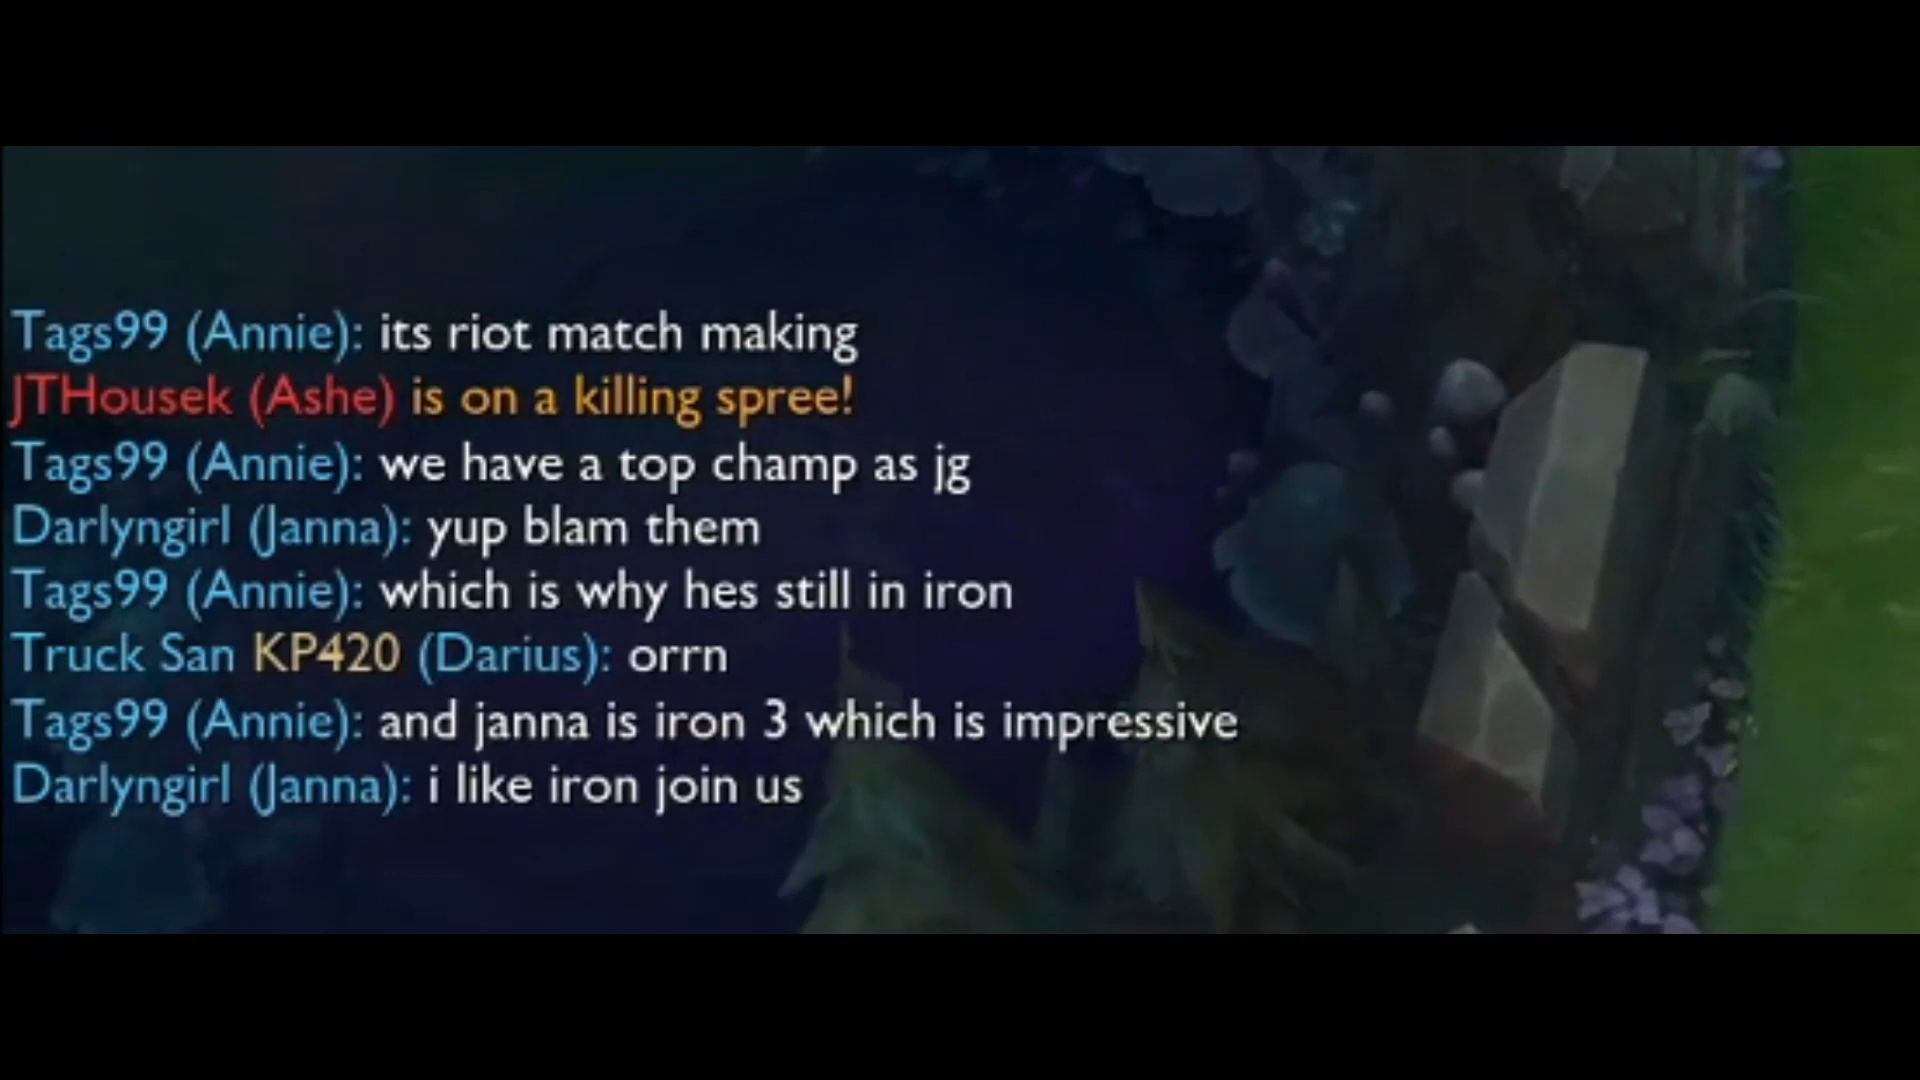 Tags99 (Annie): its riot match making
JTHousek (Ashe) is on a killing spree!
Tags99 (Annie): we have a top champ as jg
Darlyngirl (Janna): yup blam them
Tags99 (Annie): which is why hes still in iron
Truck San KP420 (Darius): orrn
Tags99 (Annie): and janna is iron 3 which is impressive
Darlyngirl (Janna): i like iron join us